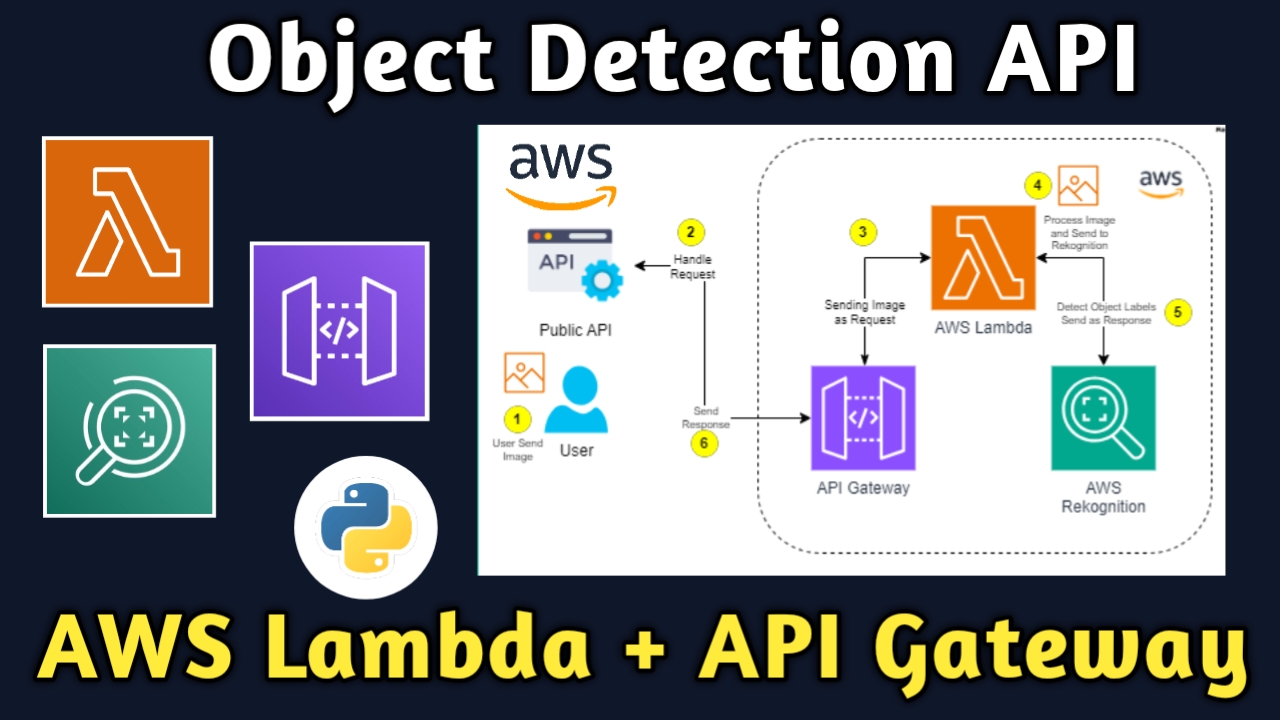 Object Detection API
aws
API
Public API
1
User Send
Image
User
2
Handle
Request
Send
Response
6
3
Sending Image
as Request
</>
API Gateway
AWS Lambda
4
Process Image
and Send to
Rekognition
aws
Detect Object Labels
Send as Response
5
AWS
Rekognition
</>
AWS Lambda + API Gateway